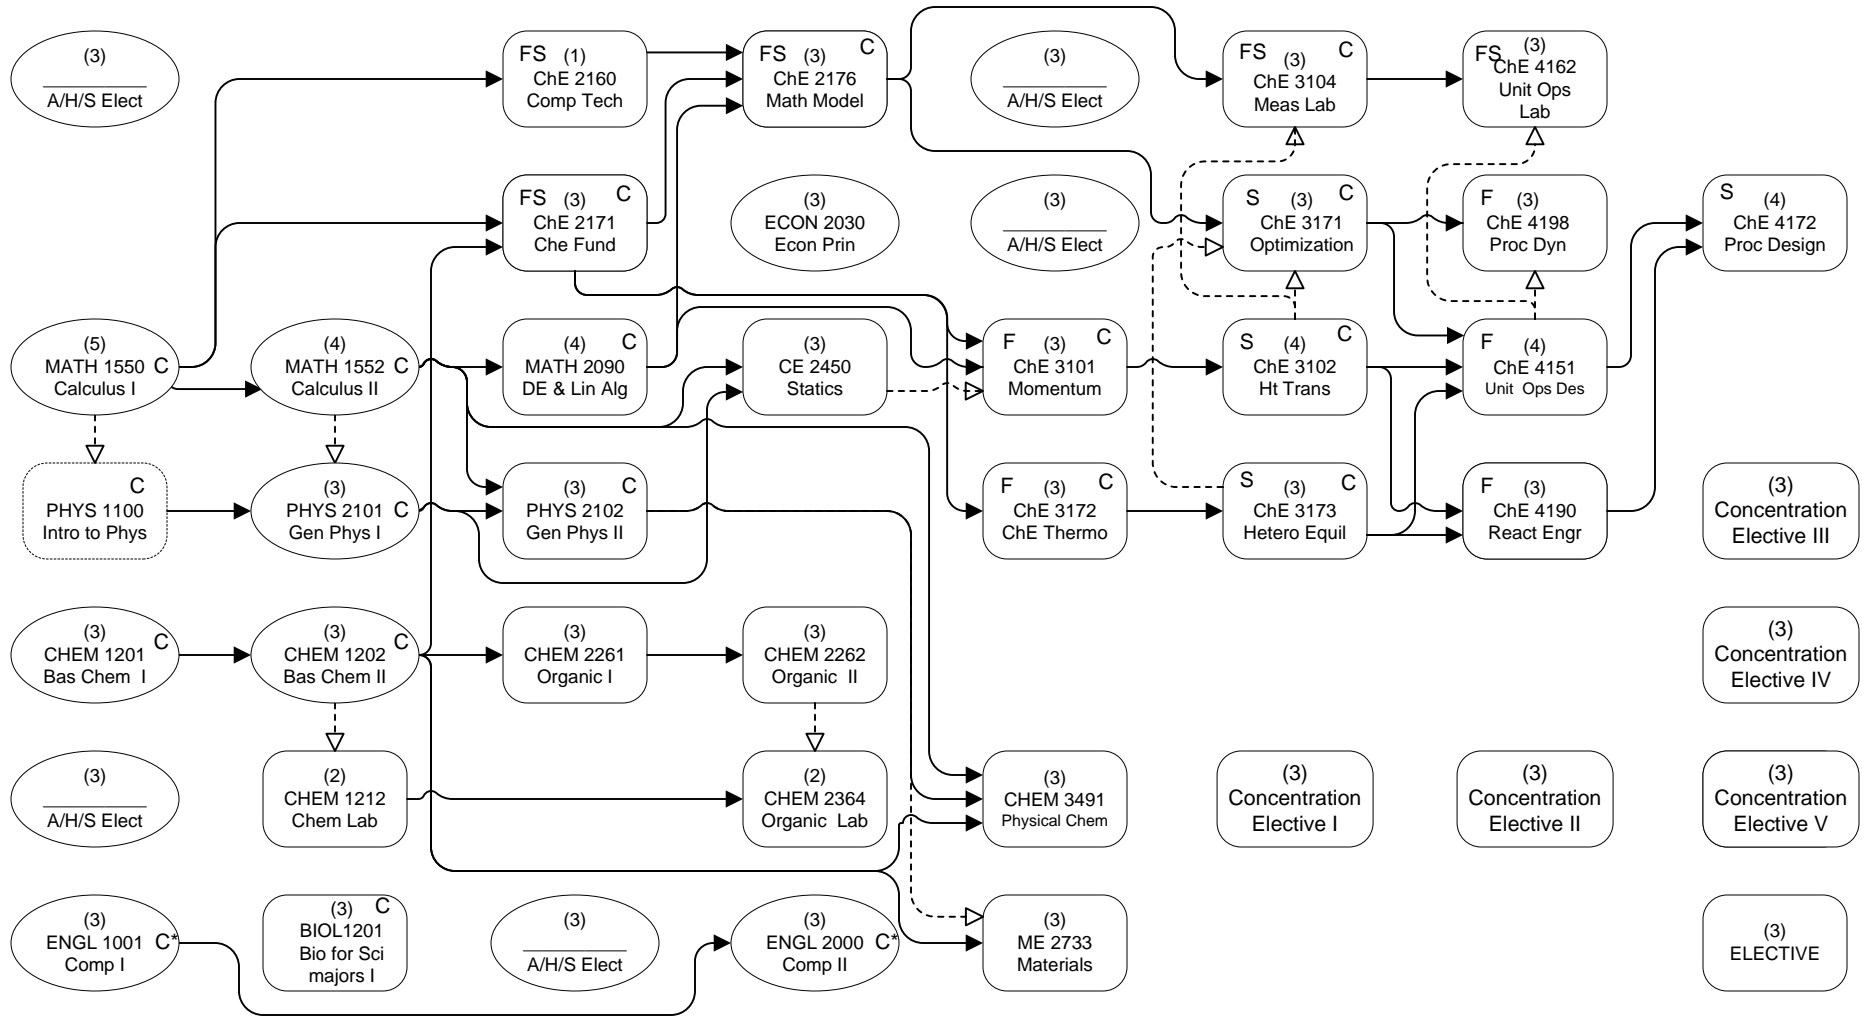 (3)
A/H/S Elect
FS (1)
ChE 2160
Comp Tech
FS (3) C
ChE 2176
Math Model
(3)
A/H/S Elect
FS (3) C
ChE 3104
Meas Lab
FS (3)
ChE 4162
Unit Ops
Lab
FS (3) C
ChE 2171
Che Fund
(3)
ECON 2030
Econ Prin
(3)
A/H/S Elect
S (3) C
ChE 3171
Optimization
F (3)
ChE 4198
Proc Dyn
S (4)
ChE 4172
Proc Design
(5)
MATH 1550 C
Calculus I
(4)
MATH 1552 C
Calculus II
(4) C
MATH 2090
DE & Lin Alg
(3)
CE 2450
Statics
F (3) C
ChE 3101
Momentum
S (4) C
ChE 3102
Ht Trans
F (4)
ChE 4151
Unit Ops Des
C
PHYS 1100
Intro to Phys
(3)
PHYS 2101 C
Gen Phys I
(3) C
PHYS 2102
Gen Phys II
F (3) C
ChE 3172
ChE Thermo
S (3) C
ChE 3173
Hetero Equil
F (3)
ChE 4190
React Engr
(3)
Concentration
Elective III
(3) C
CHEM 1201
Bas Chem I
(3) C
CHEM 1202
Bas Chem II
(3)
CHEM 2261
Organic I
(3)
CHEM 2262
Organic II
(3)
Concentration
Elective IV
(3)
A/H/S Elect
(2)
CHEM 1212
Chem Lab
(2)
CHEM 2364
Organic Lab
(3)
CHEM 3491
Physical Chem
(3)
Concentration
Elective I
(3)
Concentration
Elective II
(3)
Concentration
Elective V
(3)
ENGL 1001 C*
Comp I
(3) C
BIOL1201
Bio for Sci
majors I
(3)
A/H/S Elect
(3)
ENGL 2000 C*
Comp II
(3)
ME 2733
Materials
(3)
ELECTIVE